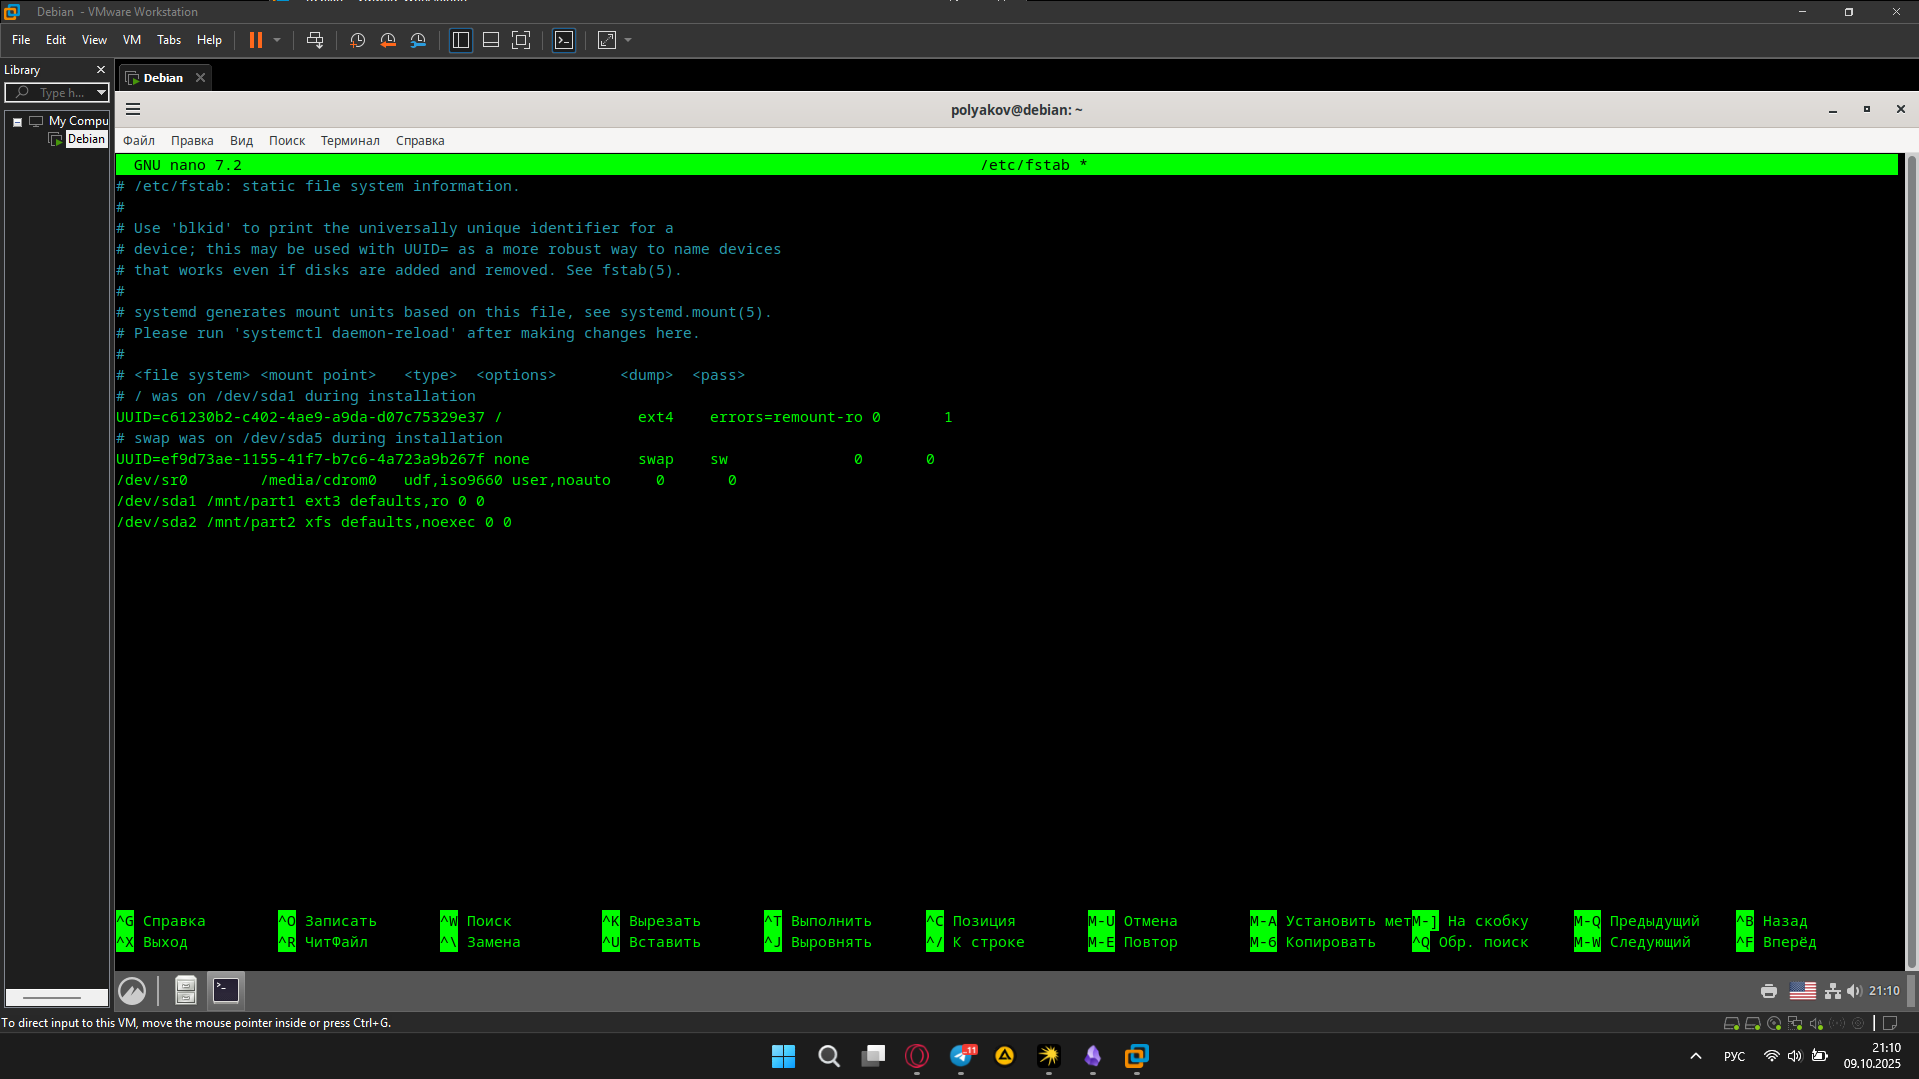 Debian - VMware Workstation
File Edit View VM Tabs Help
Library
Type h...
My Compu
Debian
Debian
polyakov@debian: ~
Файл Правка Вид Поиск Терминал Справка
GNU nano 7.2 /etc/fstab *
# /etc/fstab: static file system information.
#
# Use 'blkid' to print the universally unique identifier for a
# device; this may be used with UUID= as a more robust way to name devices
# that works even if disks are added and removed. See fstab(5).
#
# systemd generates mount units based on this file, see systemd.mount(5).
# Please run 'systemctl daemon-reload' after making changes here.
#
# <file system> <mount point> <type> <options> <dump> <pass>
# / was on /dev/sda1 during installation
UUID=c61230b2-c402-4ae9-a9da-d07c75329e37 / ext4 errors=remount-ro 0 1
# swap was on /dev/sda5 during installation
UUID=ef9d73ae-1155-41f7-b7c6-4a723a9b267f none swap sw 0 0
/dev/sr0 /media/cdrom0 udf,iso9660 user,noauto 0 0
/dev/sda1 /mnt/part1 ext3 defaults,ro 0 0
/dev/sda2 /mnt/part2 xfs defaults,noexec 0 0
^G Справка ^O Записать ^W Поиск ^K Вырезать ^T Выполнить ^C Позиция M-U Отмена M-A Установить мет M-] На скобку M-Q Предыдущий ^B Назад
^X Выход ^R ЧитФайл ^\ Замена ^U Вставить ^J Выровнять ^/ К строке M-E Повтор M-6 Копировать ^Q Обр. поиск M-W Следующий ^F Вперёд
21:10
To direct input to this VM, move the mouse pointer inside or press Ctrl+G.
11
РУС
21:10
09.10.2025